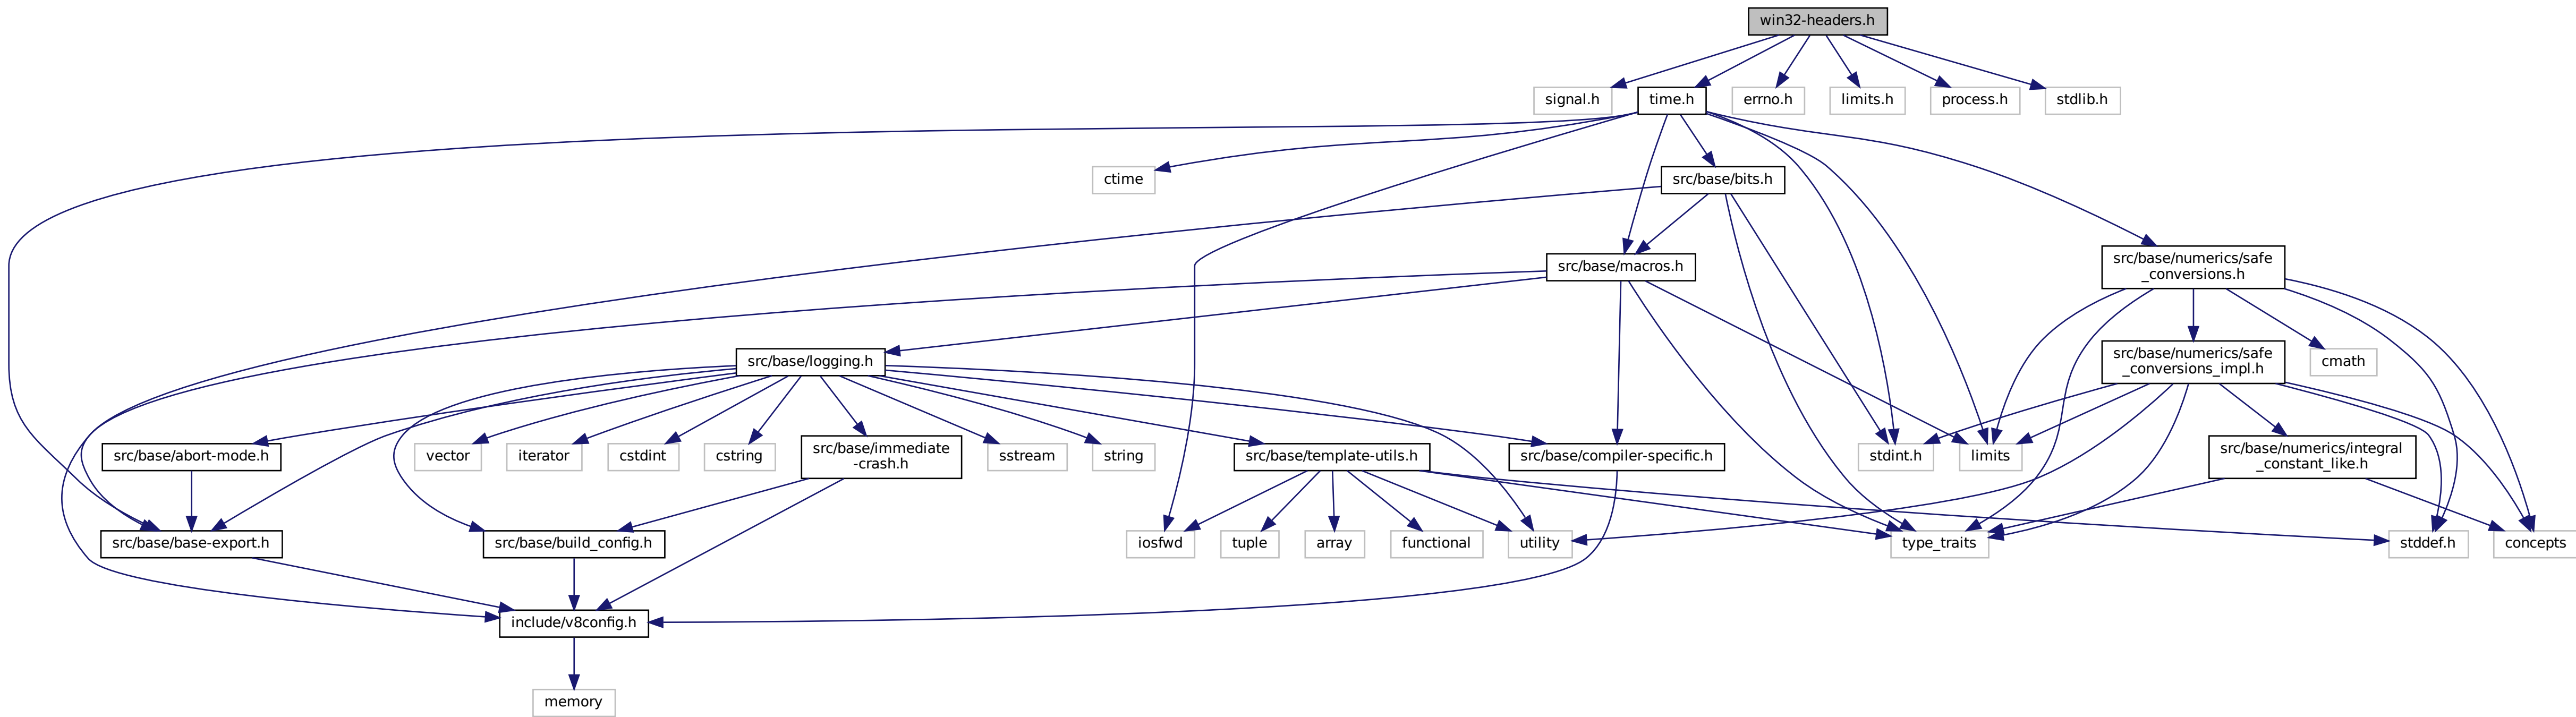 win32-headers.h
signal.h
time.h
errno.h
limits.h
process.h
stdlib.h
ctime
src/base/bits.h
src/base/macros.h
src/base/numerics/safe
_conversions.h
src/base/logging.h
src/base/numerics/safe
_conversions_impl.h
cmath
src/base/abort-mode.h
vector
iterator
cstdint
cstring
src/base/immediate
-crash.h
sstream
string
src/base/template-utils.h
src/base/compiler-specific.h
stdint.h
limits
src/base/numerics/integral
_constant_like.h
src/base/base-export.h
src/base/build_config.h
iosfwd
tuple
array
functional
utility
type_traits
stddef.h
concepts
include/v8config.h
memory